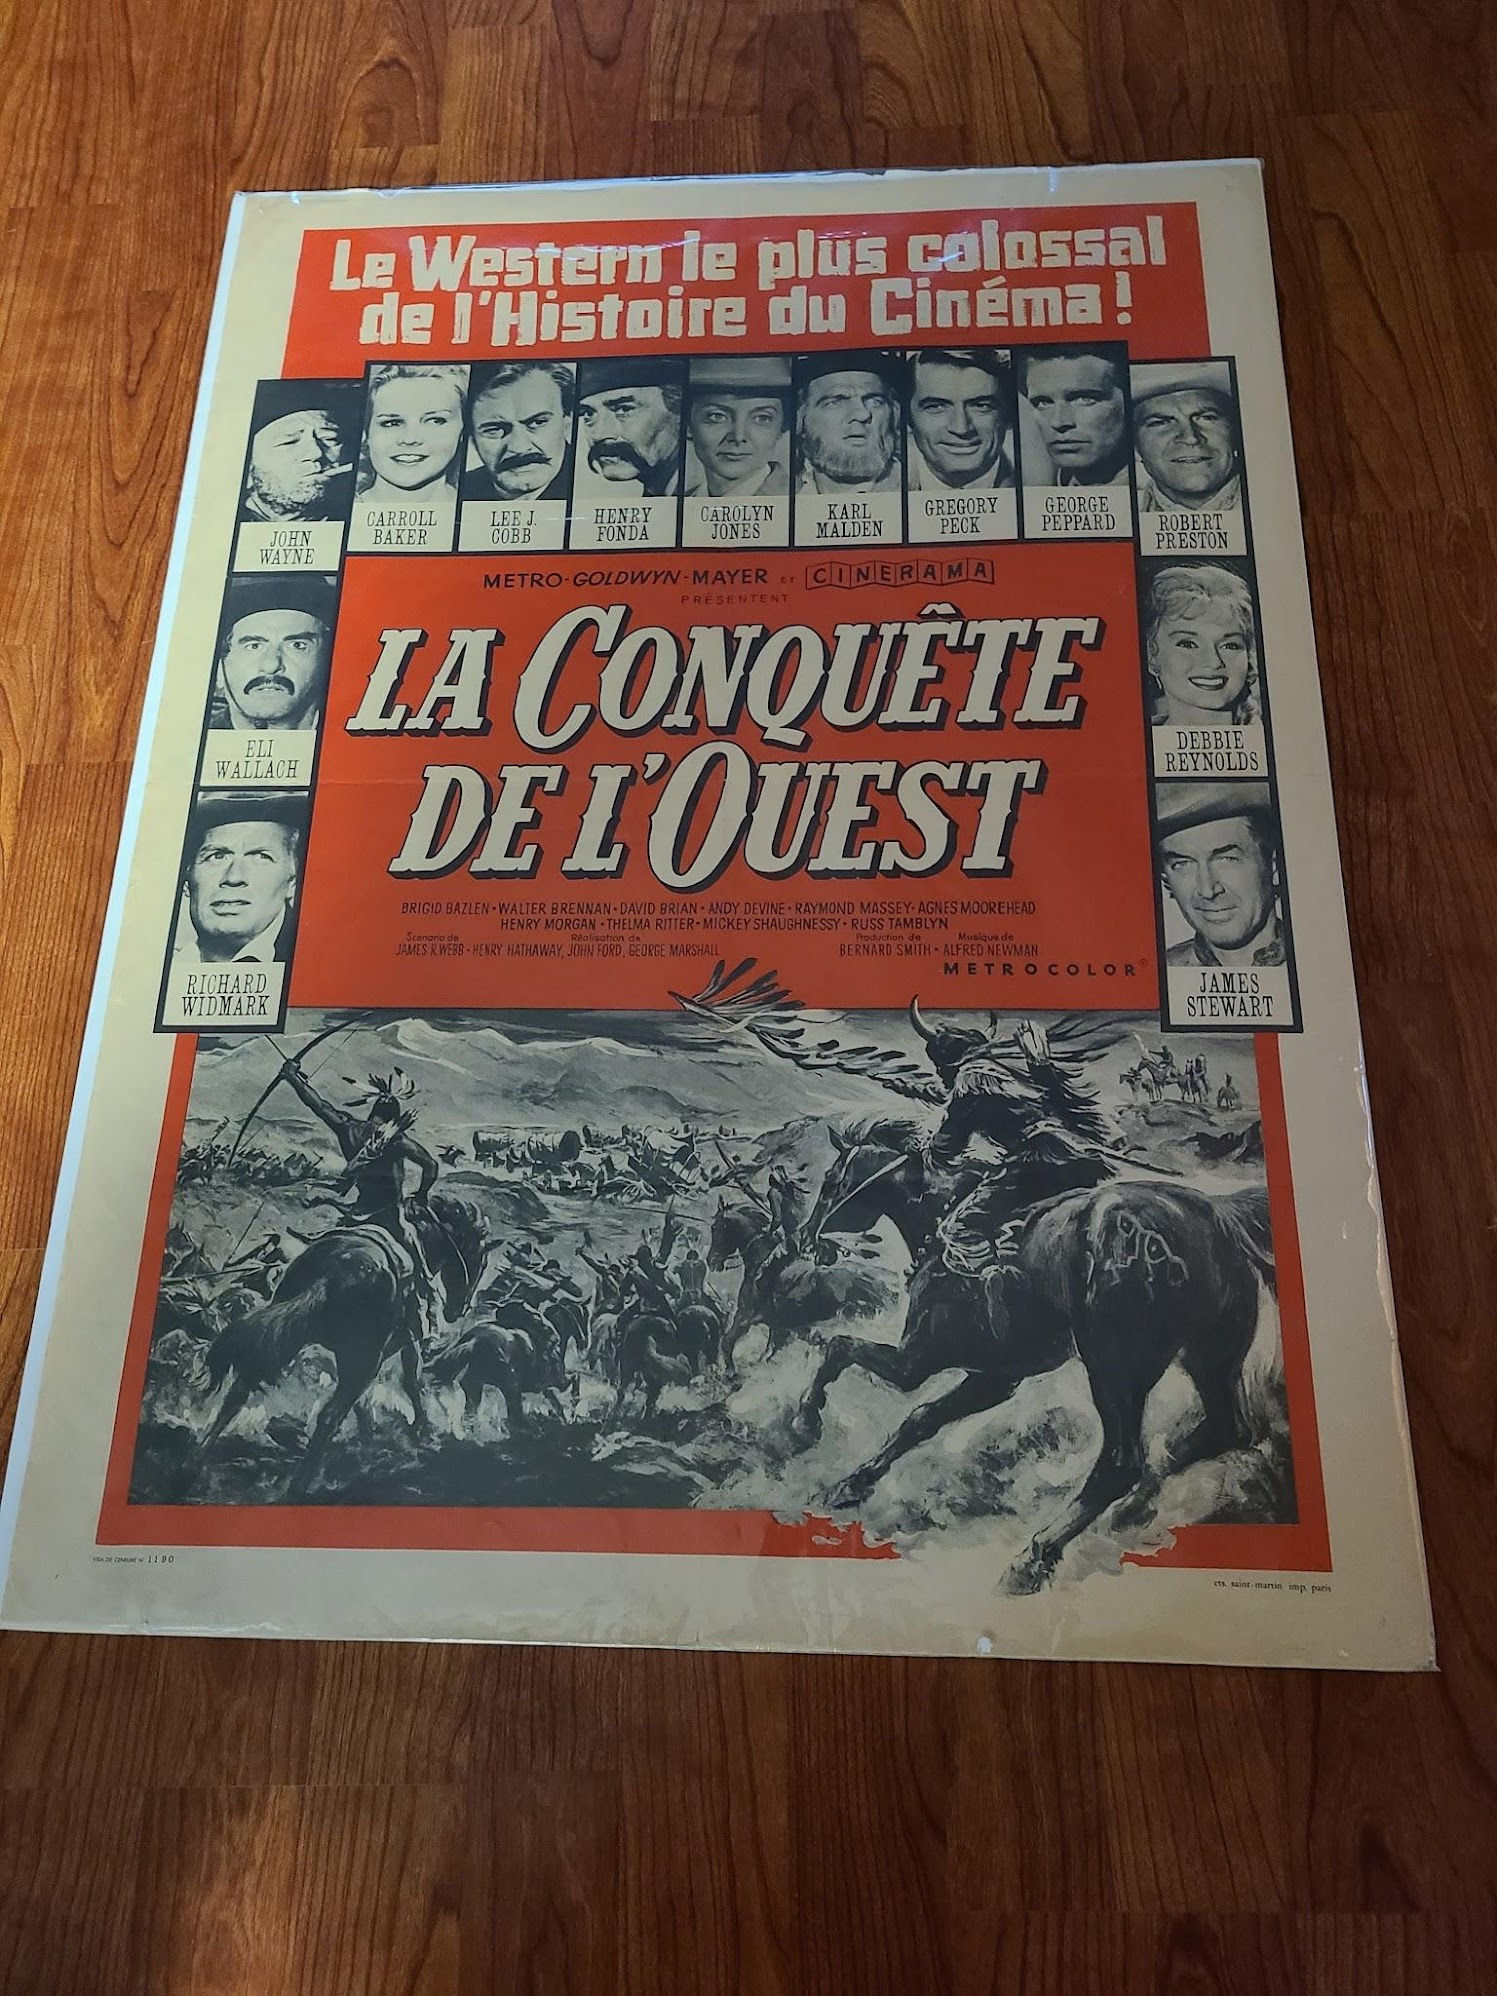 Le Western le plus colossal
de l'Histoire du Cinéma !
JOHN
WAYNE
CARROLL
BAKER
LEE J.
COBB
HENRY
FONDA
CAROLYN
JONES
KARL
MALDEN
GREGORY
PECK
GEORGE
PEPPARD
ROBERT
PRESTON
ELI
WALLACH
DEBBIE
REYNOLDS
RICHARD
WIDMARK
JAMES
STEWART
METRO-GOLDWYN-MAYER ET CINERAMA
PRÉSENTENT
LA CONQUÊTE
DE L'OUEST
BRIGID BAZLEN • WALTER BRENNAN • DAVID BRIAN • ANDY DEVINE • RAYMOND MASSEY • AGNES MOOREHEAD
HENRY MORGAN • THELMA RITTER • MICKEY SHAUGHNESSY • RUSS TAMBLYN
Scenario de Réalisation de Production de Musique de
JAMES R. WEBB • HENRY HATHAWAY, JOHN FORD, GEORGE MARSHALL BERNARD SMITH • ALFRED NEWMAN
METROCOLOR
VISA DE CENSURE N° 1190
ets. saint-martin imp. paris